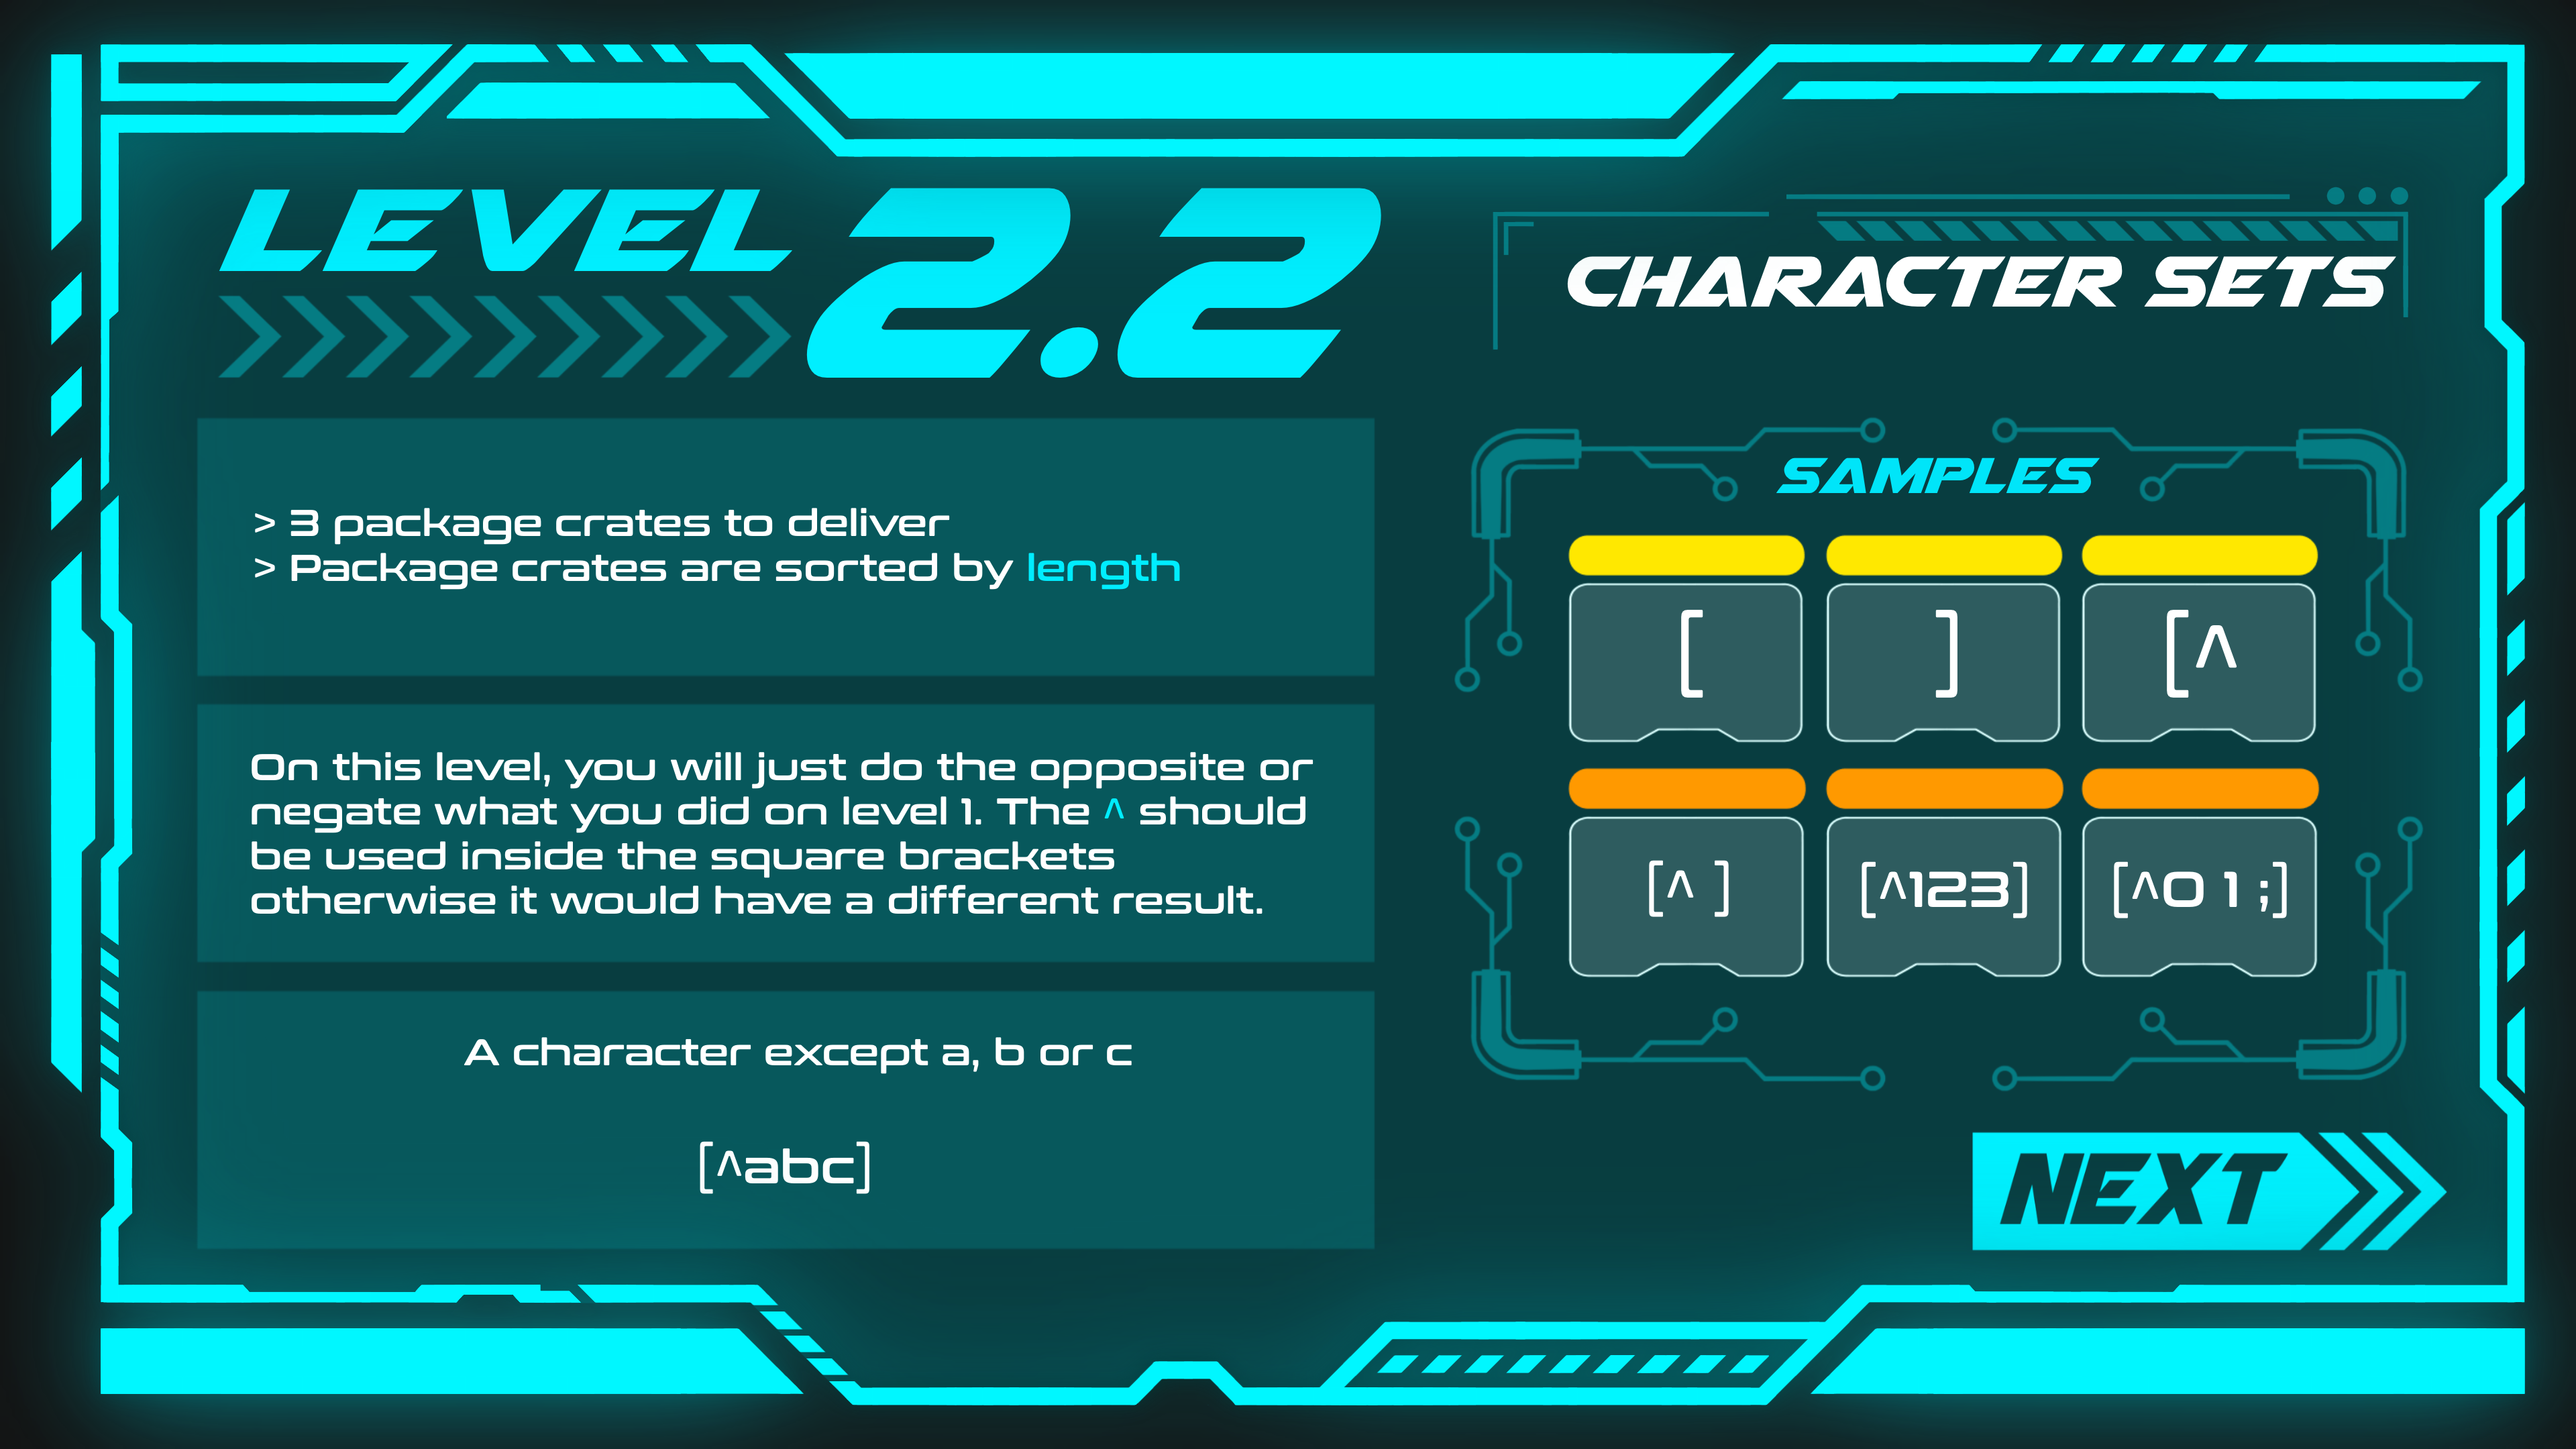 LEVEL 2.2
CHARACTER SETS
> 3 package crates to deliver
> Package crates are sorted by length
On this level, you will just do the opposite or
negate what you did on level 1. The ^ should
be used inside the square brackets
otherwise it would have a different result.
A character except a, b or c
[^abc]
SAMPLES
[ ] [^
[^ ] [^123] [^0 1 ;]
NEXT